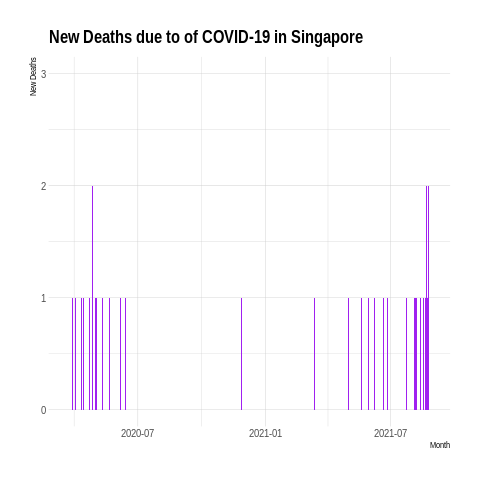 New Deaths due to of COVID-19 in Singapore
New Deaths
3
2
1
0
2020-07 2021-01 2021-07
Month